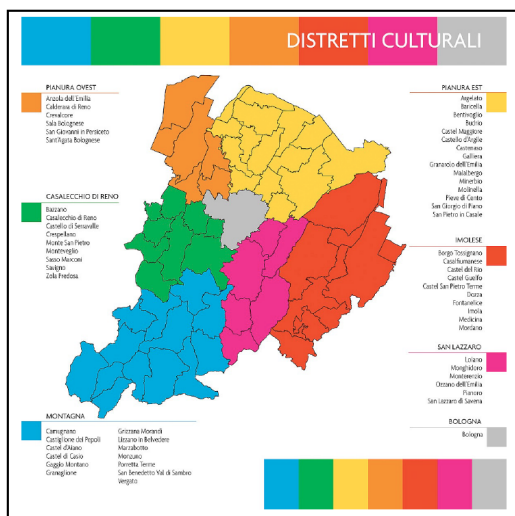 DISTRETTI CULTURALI
PIANURA OVEST
Anzola dell'Emilia
Calderara di Reno
Crevalcore
Sala Bolognese
San Giovanni in Persiceto
Sant'Agata Bolognese
CASALECCHIO DI RENO
Bazzano
Casalecchio di Reno
Castello di Serravalle
Crespellano
Monte San Pietro
Monteveglio
Sasso Marconi
Savigno
Zola Predosa
MONTAGNA
Camugnano
Castiglione dei Pepoli
Castel d'Aiano
Castel di Casio
Gaggio Montano
Granaglione
Grizzana Morandi
Lizzano in Belvedere
Marzabotto
Monzuno
Porretta Terme
San Benedetto Val di Sambro
Vergato
PIANURA EST
Argelato
Baricella
Bentivoglio
Budrio
Castel Maggiore
Castello d'Argile
Castenaso
Galliera
Granarolo dell'Emilia
Malalbergo
Minerbio
Molinella
Pieve di Cento
San Giorgio di Piano
San Pietro in Casale
IMOLESE
Borgo Tossignano
Casalfiumanese
Castel del Rio
Castel Guelfo
Castel San Pietro Terme
Dozza
Fontanelice
Imola
Medicina
Mordano
SAN LAZZARO
Loiano
Monghidoro
Monterenzio
Ozzano dell'Emilia
Pianoro
San Lazzaro di Savena
BOLOGNA
Bologna